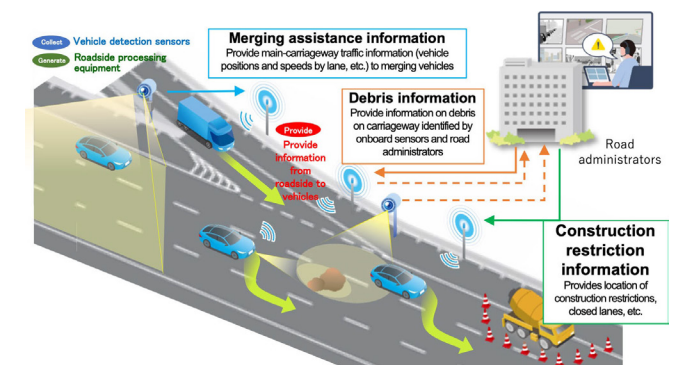 Collect
Vehicle detection sensors
Generate
Roadside processing
equipment
Merging assistance information
Provide main-carriageway traffic information (vehicle
positions and speeds by lane, etc.) to merging vehicles
Debris information
Provide information on debris
on carriageway identified by
onboard sensors and road
administrators
Provide
Provide
information
from
roadside to
vehicles
Road
administrators
Construction
restriction
information
Provides location of
construction restrictions,
closed lanes, etc.